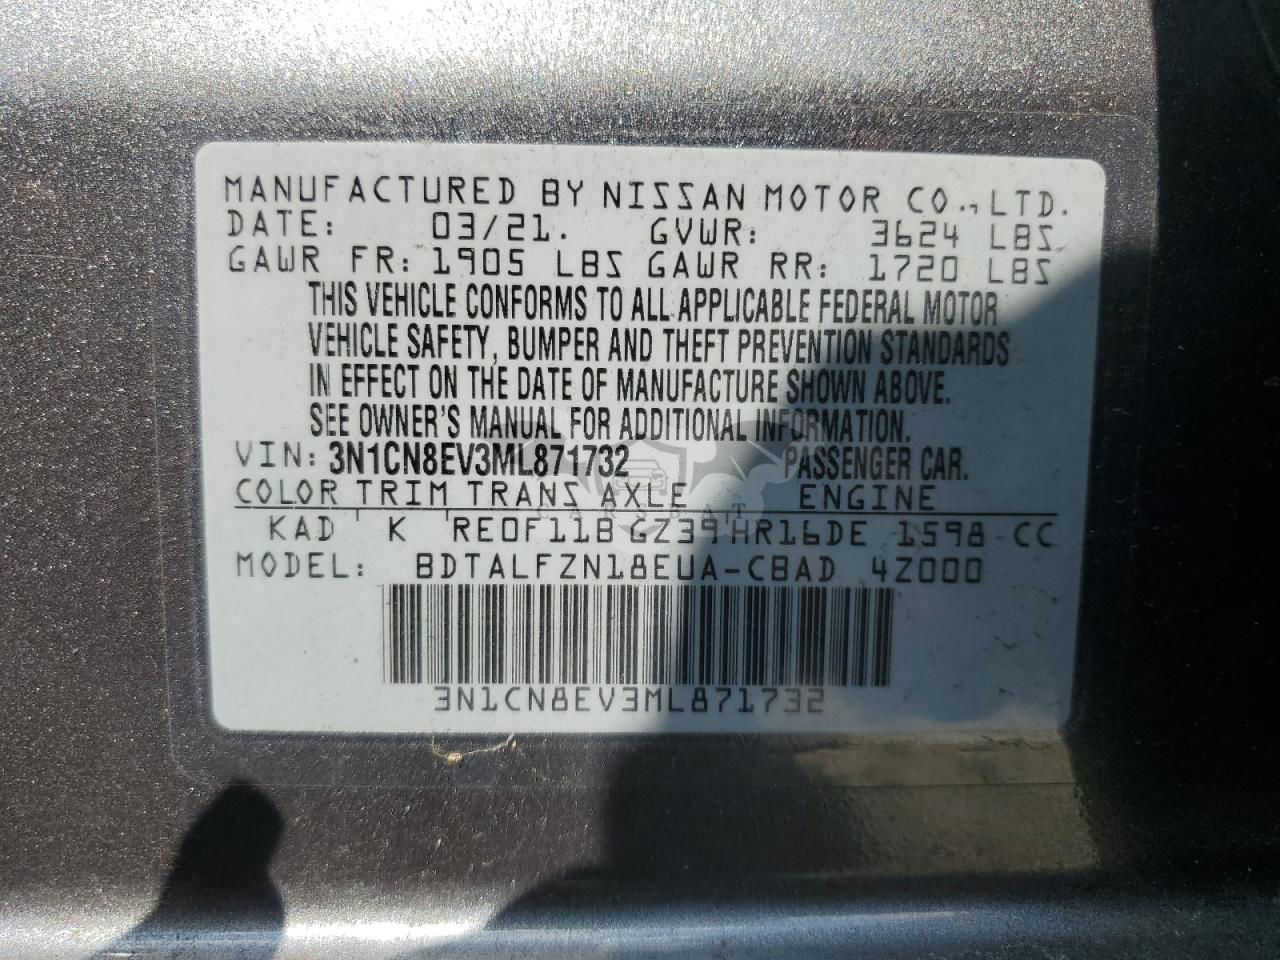 MANUFACTURED BY NISSAN MOTOR CO., LTD.
DATE: 03/21. GVWR: 3624 LBS
GAWR FR: 1905 LBS GAWR RR: 1720 LBS
THIS VEHICLE CONFORMS TO ALL APPLICABLE FEDERAL MOTOR
VEHICLE SAFETY, BUMPER AND THEFT PREVENTION STANDARDS
IN EFFECT ON THE DATE OF MANUFACTURE SHOWN ABOVE.
SEE OWNER'S MANUAL FOR ADDITIONAL INFORMATION.
VIN: 3N1CN8EV3ML871732 PASSENGER CAR.
COLOR TRIM TRANS AXLE ENGINE
CARSBAT
KAD K RE0F11B GZ39 HR16DE 1598 CC
MODEL: BDTALFZN18EUA-CBAD 4Z000
3N1CN8EV3ML871732